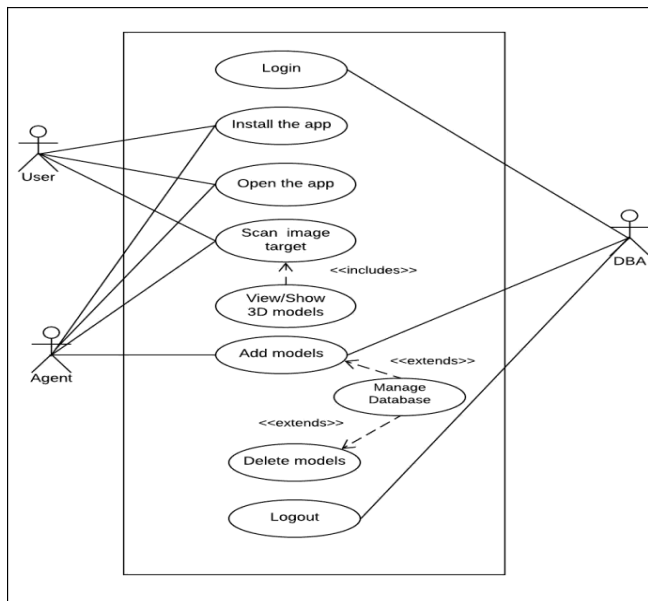 Login
Install the app
User
Open the app
Scan image
target
DBA
<<includes>>
View/Show
3D models
Agent
Add models
<<extends>>
Manage
Database
<<extends>>
Delete models
Logout